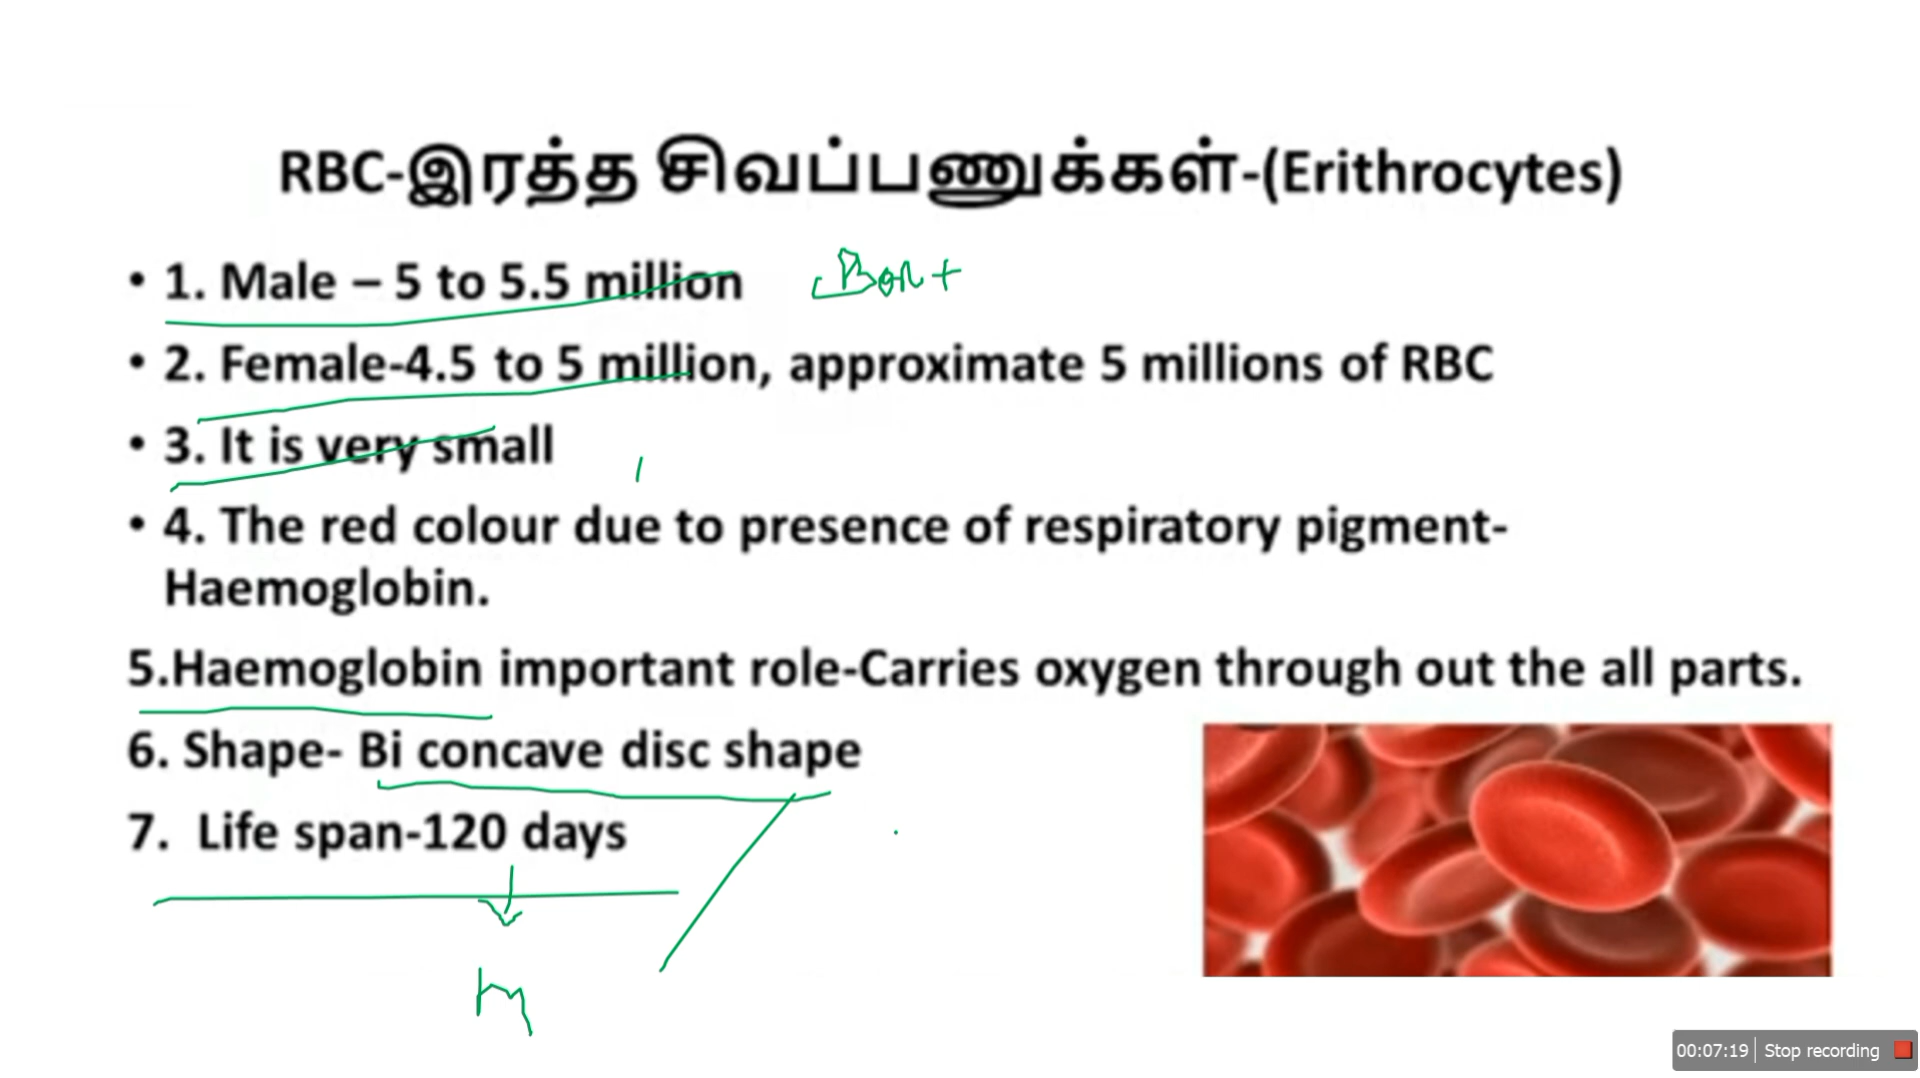 RBC-இரத்த சிவப்பணுக்கள்-(Erithrocytes)
• 1. Male – 5 to 5.5 million
• 2. Female-4.5 to 5 million, approximate 5 millions of RBC
• 3. It is very small
• 4. The red colour due to presence of respiratory pigment-
Haemoglobin.
5.Haemoglobin important role-Carries oxygen through out the all parts.
6. Shape- Bi concave disc shape
7. Life span-120 days
00:07:19 Stop recording